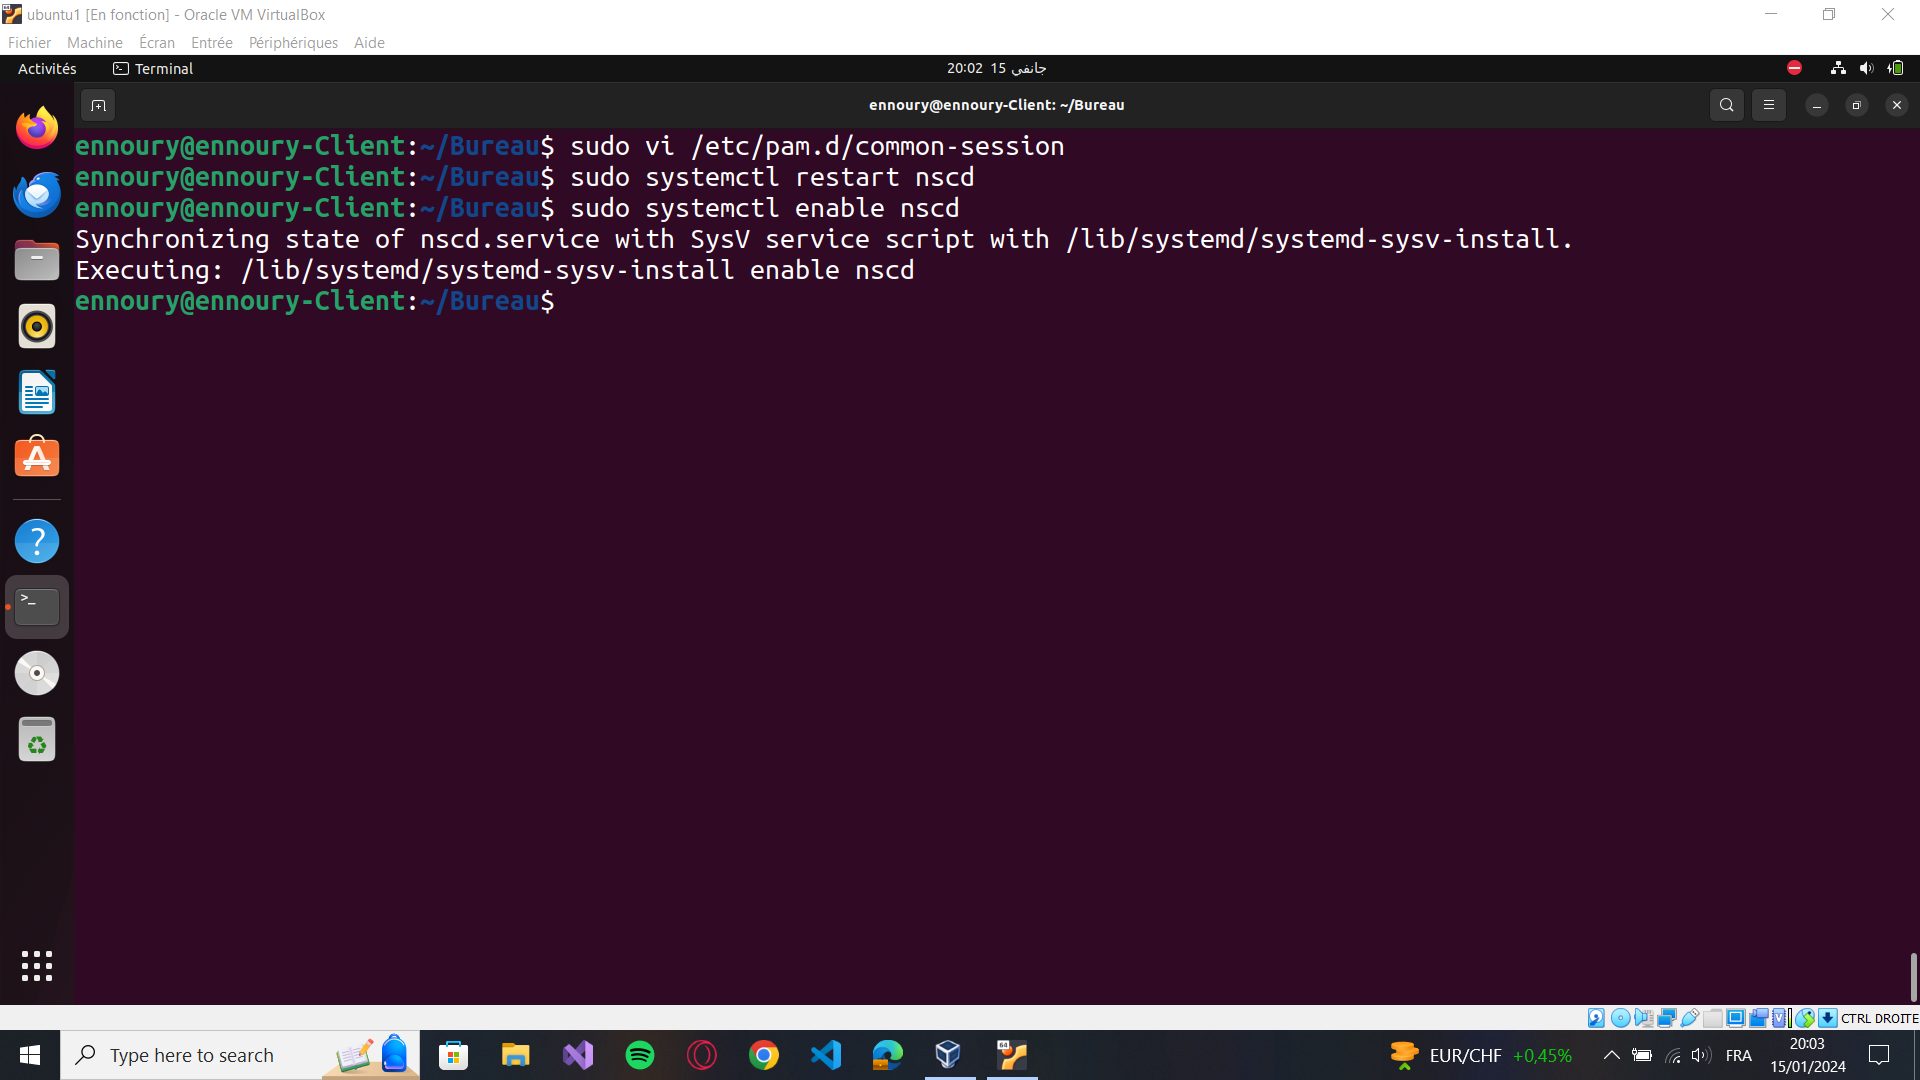 ubuntu1 [En fonction] - Oracle VM VirtualBox
Fichier Machine Écran Entrée Périphériques Aide
Activités Terminal 20:02 15 جانفي
ennoury@ennoury-Client: ~/Bureau
ennoury@ennoury-Client:~/Bureau$ sudo vi /etc/pam.d/common-session
ennoury@ennoury-Client:~/Bureau$ sudo systemctl restart nscd
ennoury@ennoury-Client:~/Bureau$ sudo systemctl enable nscd
Synchronizing state of nscd.service with SysV service script with /lib/systemd/systemd-sysv-install.
Executing: /lib/systemd/systemd-sysv-install enable nscd
ennoury@ennoury-Client:~/Bureau$
CTRL DROITE
Type here to search
EUR/CHF +0,45%
FRA
20:03
15/01/2024